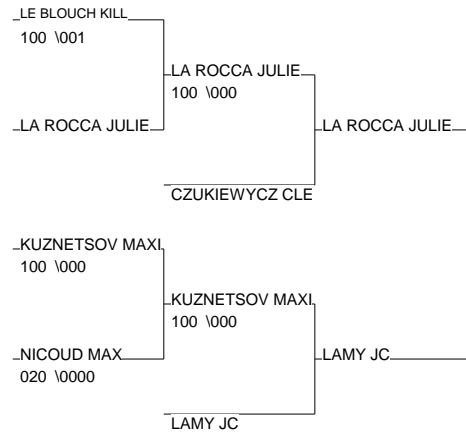 LE BLOUCH KILL
100 \001
LA ROCCA JULIE
100 \000
LA ROCCA JULIE
LA ROCCA JULIE
CZUKIEWYCZ CLE
KUZNETSOV MAXI
100 \000
KUZNETSOV MAXI
100 \000
NICOUD MAX
020 \0000
LAMY JC
LAMY JC